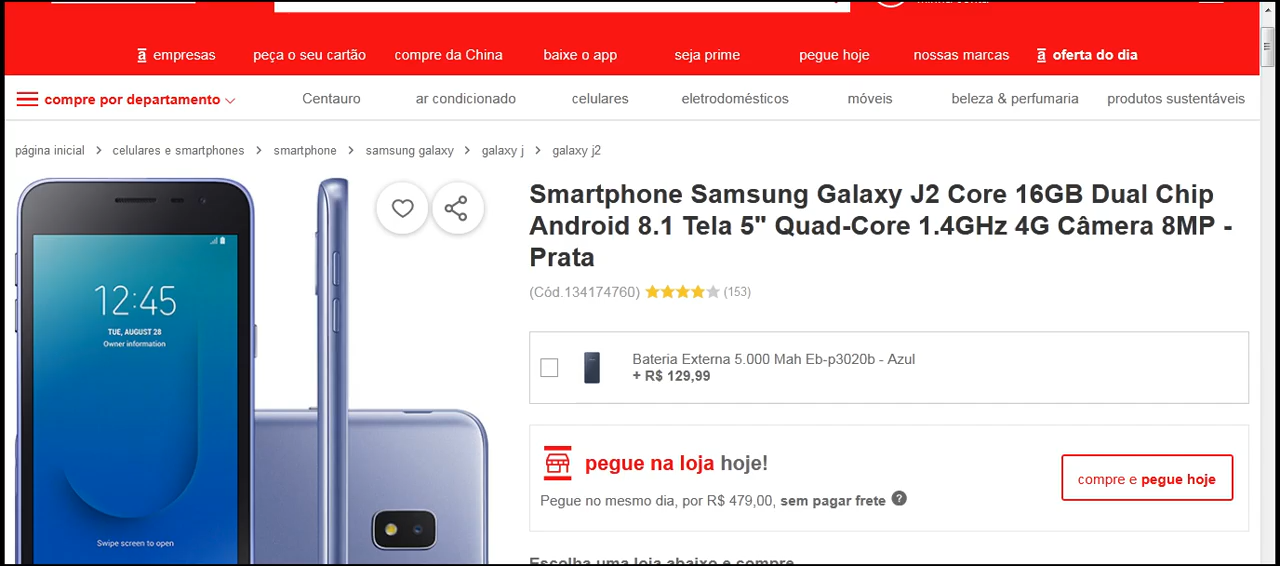 empresas peça o seu cartão compre da China baixe o app seja prime pegue hoje nossas marcas oferta do dia
compre por departamento Centauro ar condicionado celulares eletrodomésticos móveis beleza & perfumaria produtos sustentáveis
página inicial > celulares e smartphones > smartphone > samsung galaxy > galaxy j > galaxy j2
Smartphone Samsung Galaxy J2 Core 16GB Dual Chip
Android 8.1 Tela 5" Quad-Core 1.4GHz 4G Câmera 8MP -
Prata
(Cód.134174760) (153)
12:45
TUE, AUGUST 28
Owner information
Swipe screen to open
Bateria Externa 5.000 Mah Eb-p3020b - Azul
+ R$ 129,99
pegue na loja hoje!
Pegue no mesmo dia, por R$ 479,00, sem pagar frete ?
compre e pegue hoje
Escolha uma loja abaixo e compre